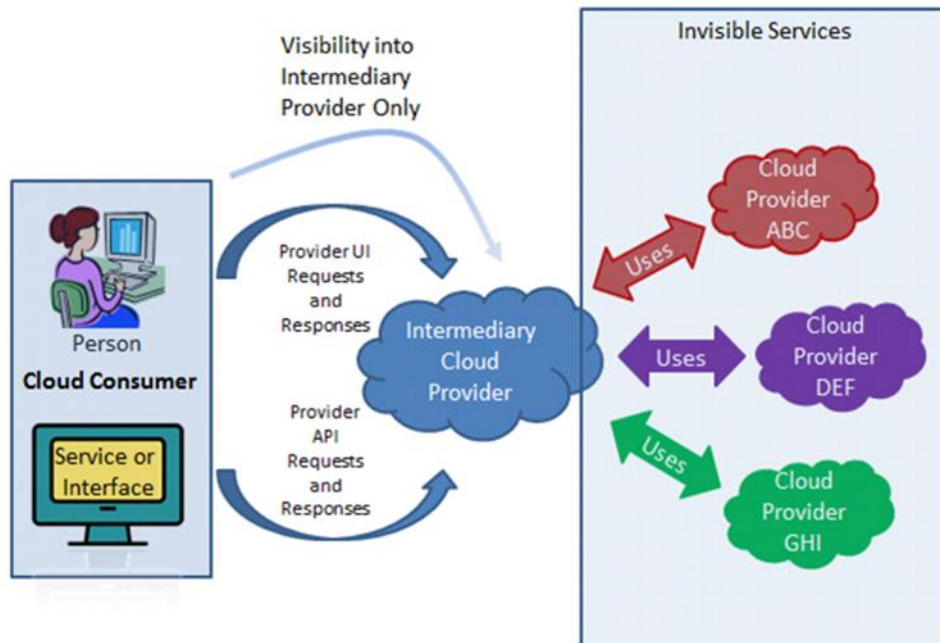 Visibility into
Intermediary
Provider Only
Invisible Services
Person
Cloud Consumer
Service or
Interface
Provider UI
Requests
and
Responses
Provider
API
Requests
and
Responses
Intermediary
Cloud
Provider
Uses
Cloud
Provider
ABC
Uses
Cloud
Provider
DEF
Uses
Cloud
Provider
GHI